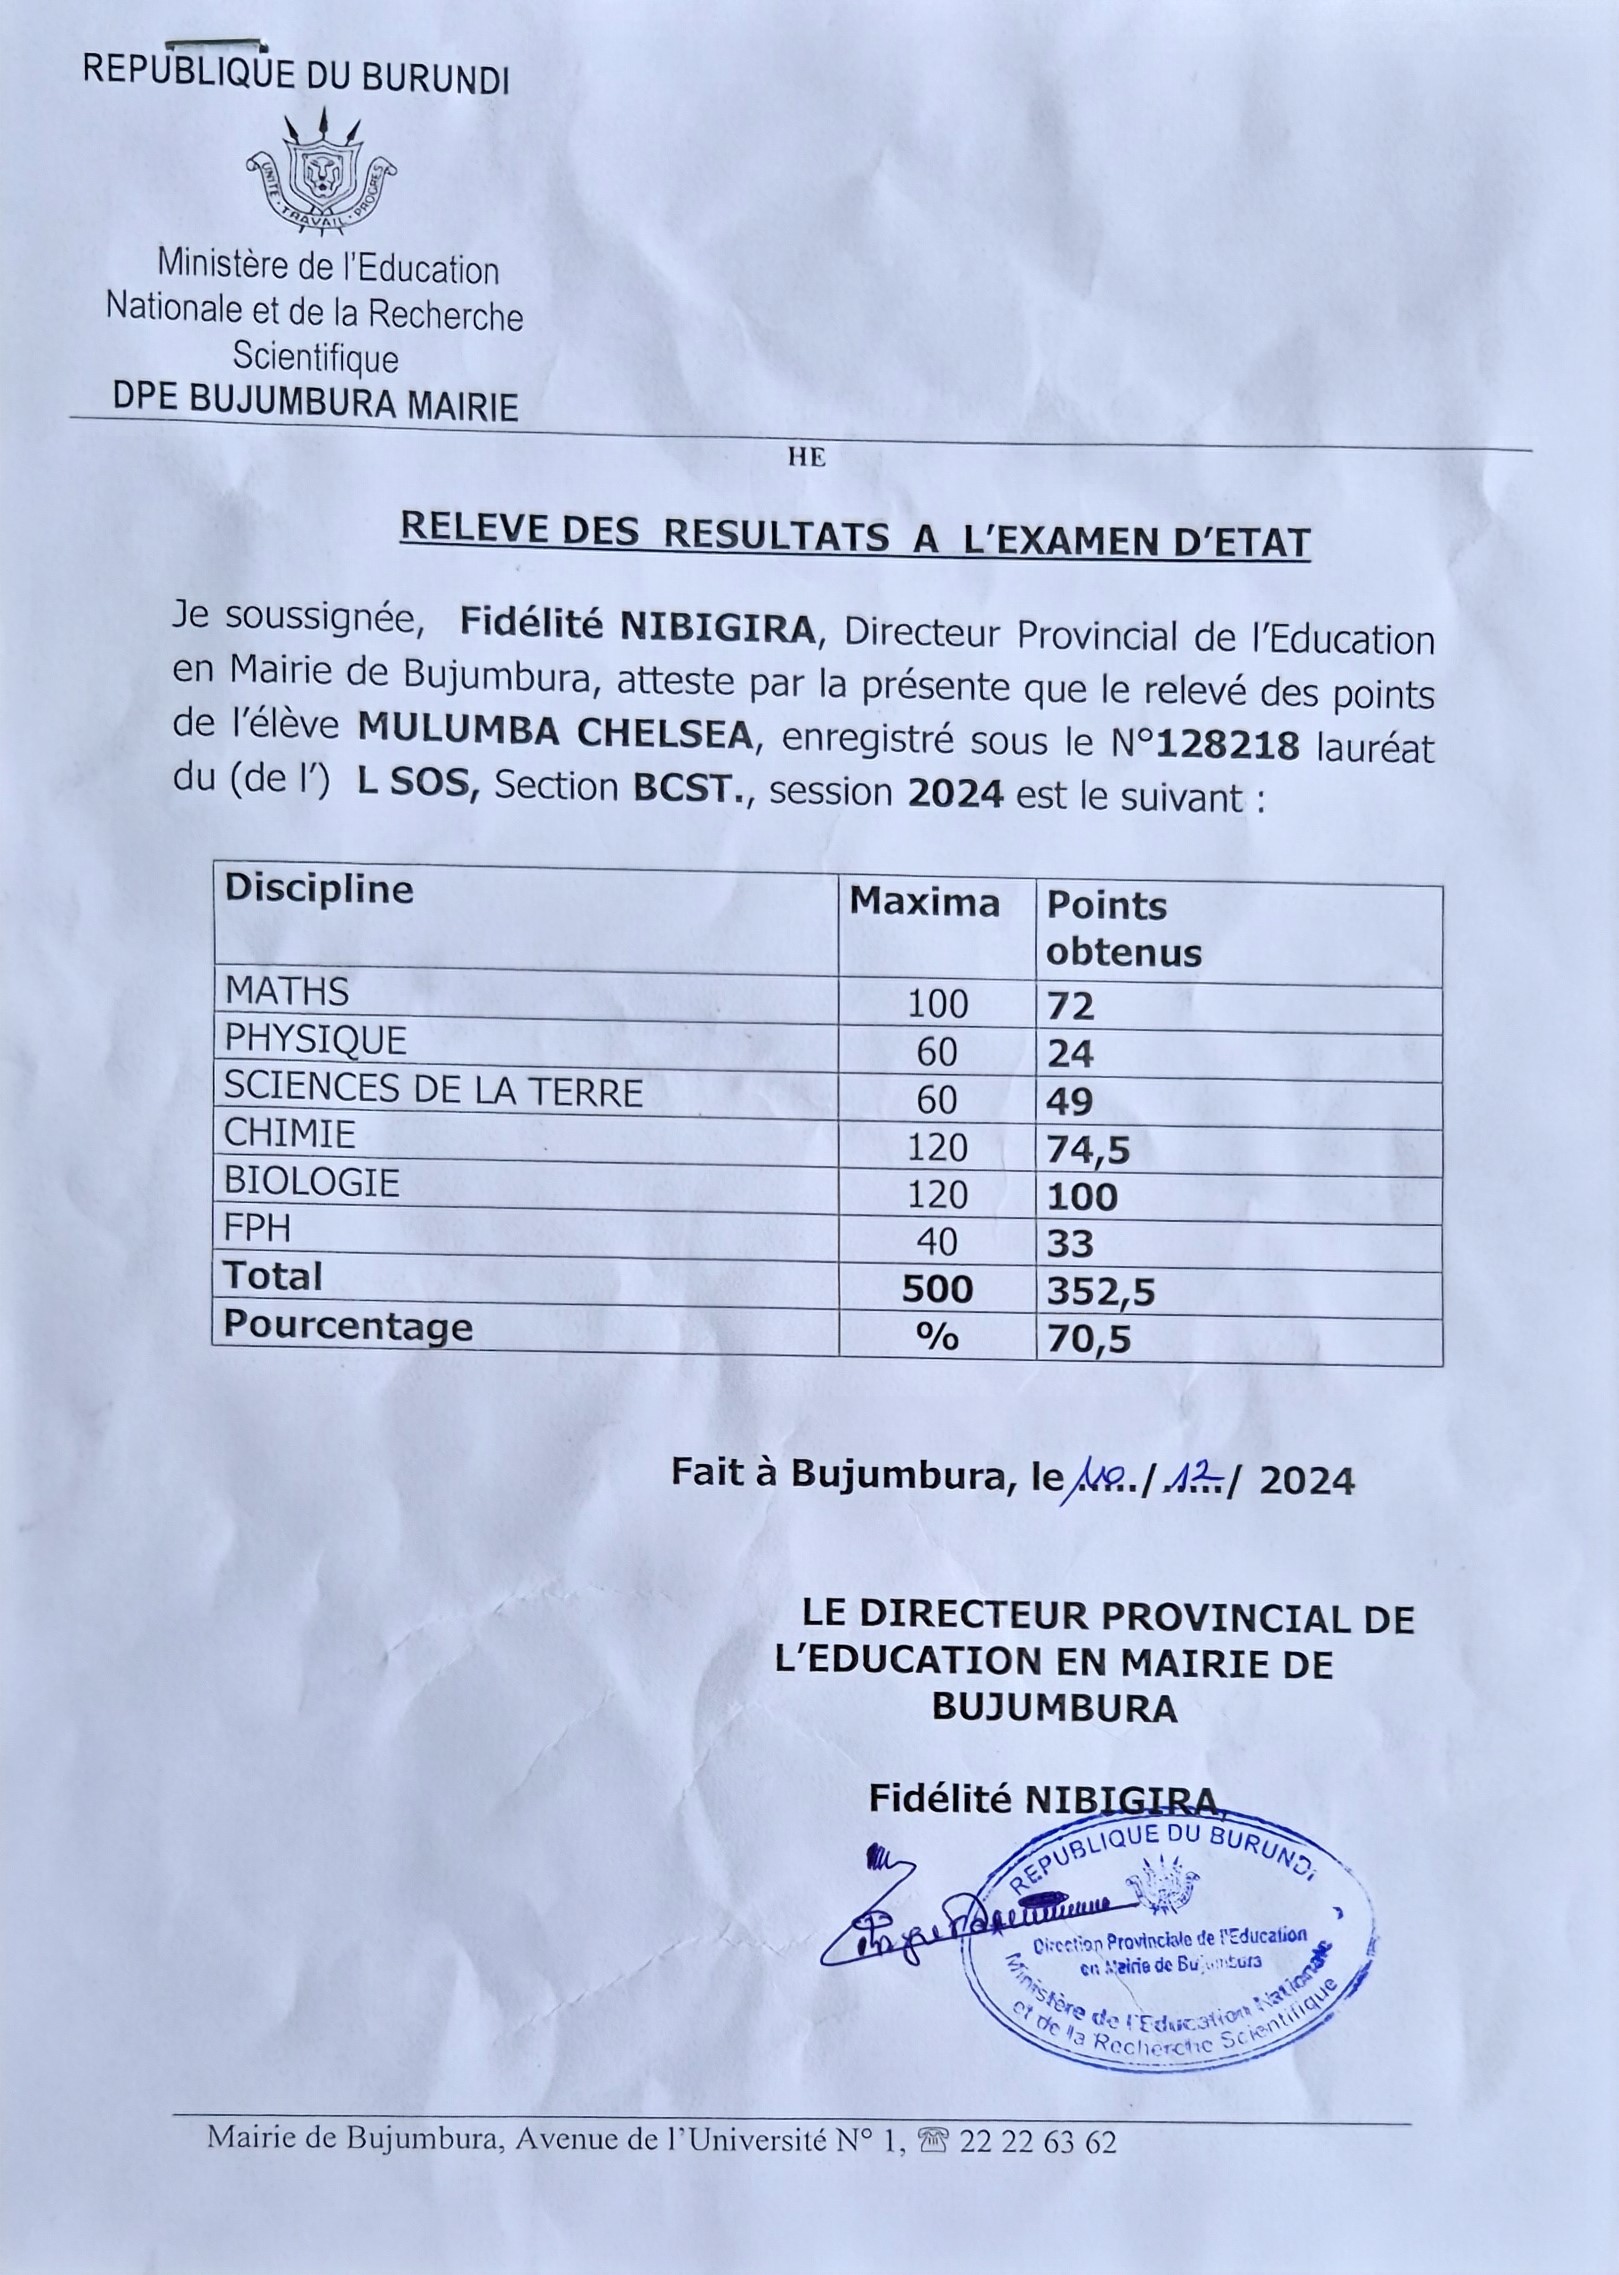 REPUBLIQUE DU BURUNDI
UNITE · TRAVAIL · PROGRES
Ministère de l'Education
Nationale et de la Recherche
Scientifique
DPE BUJUMBURA MAIRIE
HE
RELEVE DES RESULTATS A L'EXAMEN D'ETAT
Je soussignée, Fidélité NIBIGIRA, Directeur Provincial de l'Education
en Mairie de Bujumbura, atteste par la présente que le relevé des points
de l'élève MULUMBA CHELSEA, enregistré sous le N°128218 lauréat
du (de l') L SOS, Section BCST., session 2024 est le suivant :
Discipline Maxima Points
obtenus
MATHS 100 72
PHYSIQUE 60 24
SCIENCES DE LA TERRE 60 49
CHIMIE 120 74,5
BIOLOGIE 120 100
FPH 40 33
Total 500 352,5
Pourcentage % 70,5
Fait à Bujumbura, le 10 / 12 / 2024
LE DIRECTEUR PROVINCIAL DE
L'EDUCATION EN MAIRIE DE
BUJUMBURA
Fidélité NIBIGIRA,
REPUBLIQUE DU BURUNDI
Direction Provinciale de l'Education
en Mairie de Bujumbura
Ministère de l'Education Nationale
et de la Recherche Scientifique
Mairie de Bujumbura, Avenue de l'Université N° 1, ☎ 22 22 63 62